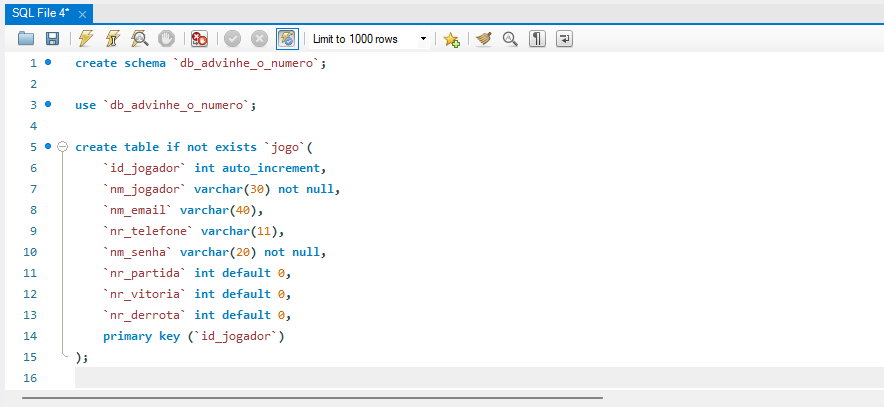 SQL File 4*
Limit to 1000 rows
1 create schema `db_advinhe_o_numero`;
2
3 use `db_advinhe_o_numero`;
4
5 create table if not exists `jogo`(
6 `id_jogador` int auto_increment,
7 `nm_jogador` varchar(30) not null,
8 `nm_email` varchar(40),
9 `nr_telefone` varchar(11),
10 `nm_senha` varchar(20) not null,
11 `nr_partida` int default 0,
12 `nr_vitoria` int default 0,
13 `nr_derrota` int default 0,
14 primary key (`id_jogador`)
15 );
16